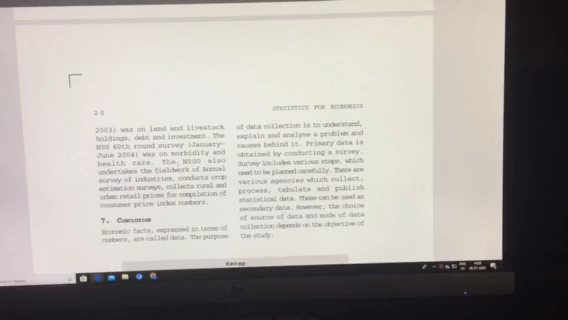 20
STATISTICS FOR ECONOMICS
2003) was on land and livestock
holdings, debt and investment. The
NSS 60th round survey (January-
June 2004) was on morbidity and
health care. The NSSO also
undertakes the fieldwork of Annual
survey of industries, conducts crop
estimation surveys, collects rural and
urban retail prices for compilation of
consumer price index numbers.
7. CONCLUSION
Economic facts, expressed in terms of
numbers, are called data. The purpose
of data collection is to understand,
explain and analyse a problem and
causes behind it. Primary data is
obtained by conducting a survey.
Survey includes various steps, which
need to be planned carefully. There are
various agencies which collect,
process, tabulate and publish
statistical data. These can be used as
secondary data. However, the choice
of source of data and mode of data
collection depends on the objective of
the study.
Recap